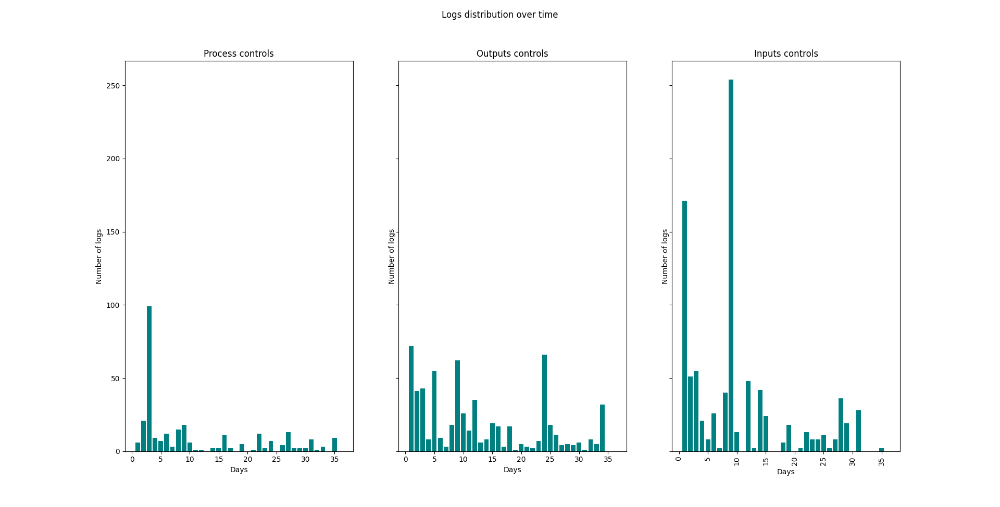 Logs distribution over time
Process controls
Number of logs
250
200
150
100
50
0
0 5 10 15 20 25 30 35
Days
Outputs controls
Number of logs
0 5 10 15 20 25 30 35
Days
Inputs controls
Number of logs
0 5 10 15 20 25 30 35
Days